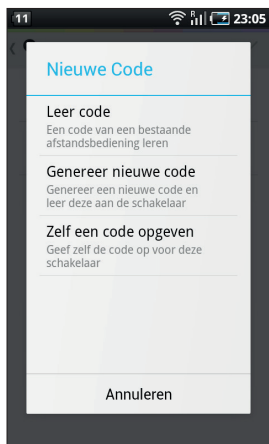 11 R 23:05
Nieuwe Code
Leer code
Een code van een bestaande
afstandsbediening leren
Genereer nieuwe code
Genereer een nieuwe code en
leer deze aan de schakelaar
Zelf een code opgeven
Geef zelf de code op voor deze
schakelaar
Annuleren